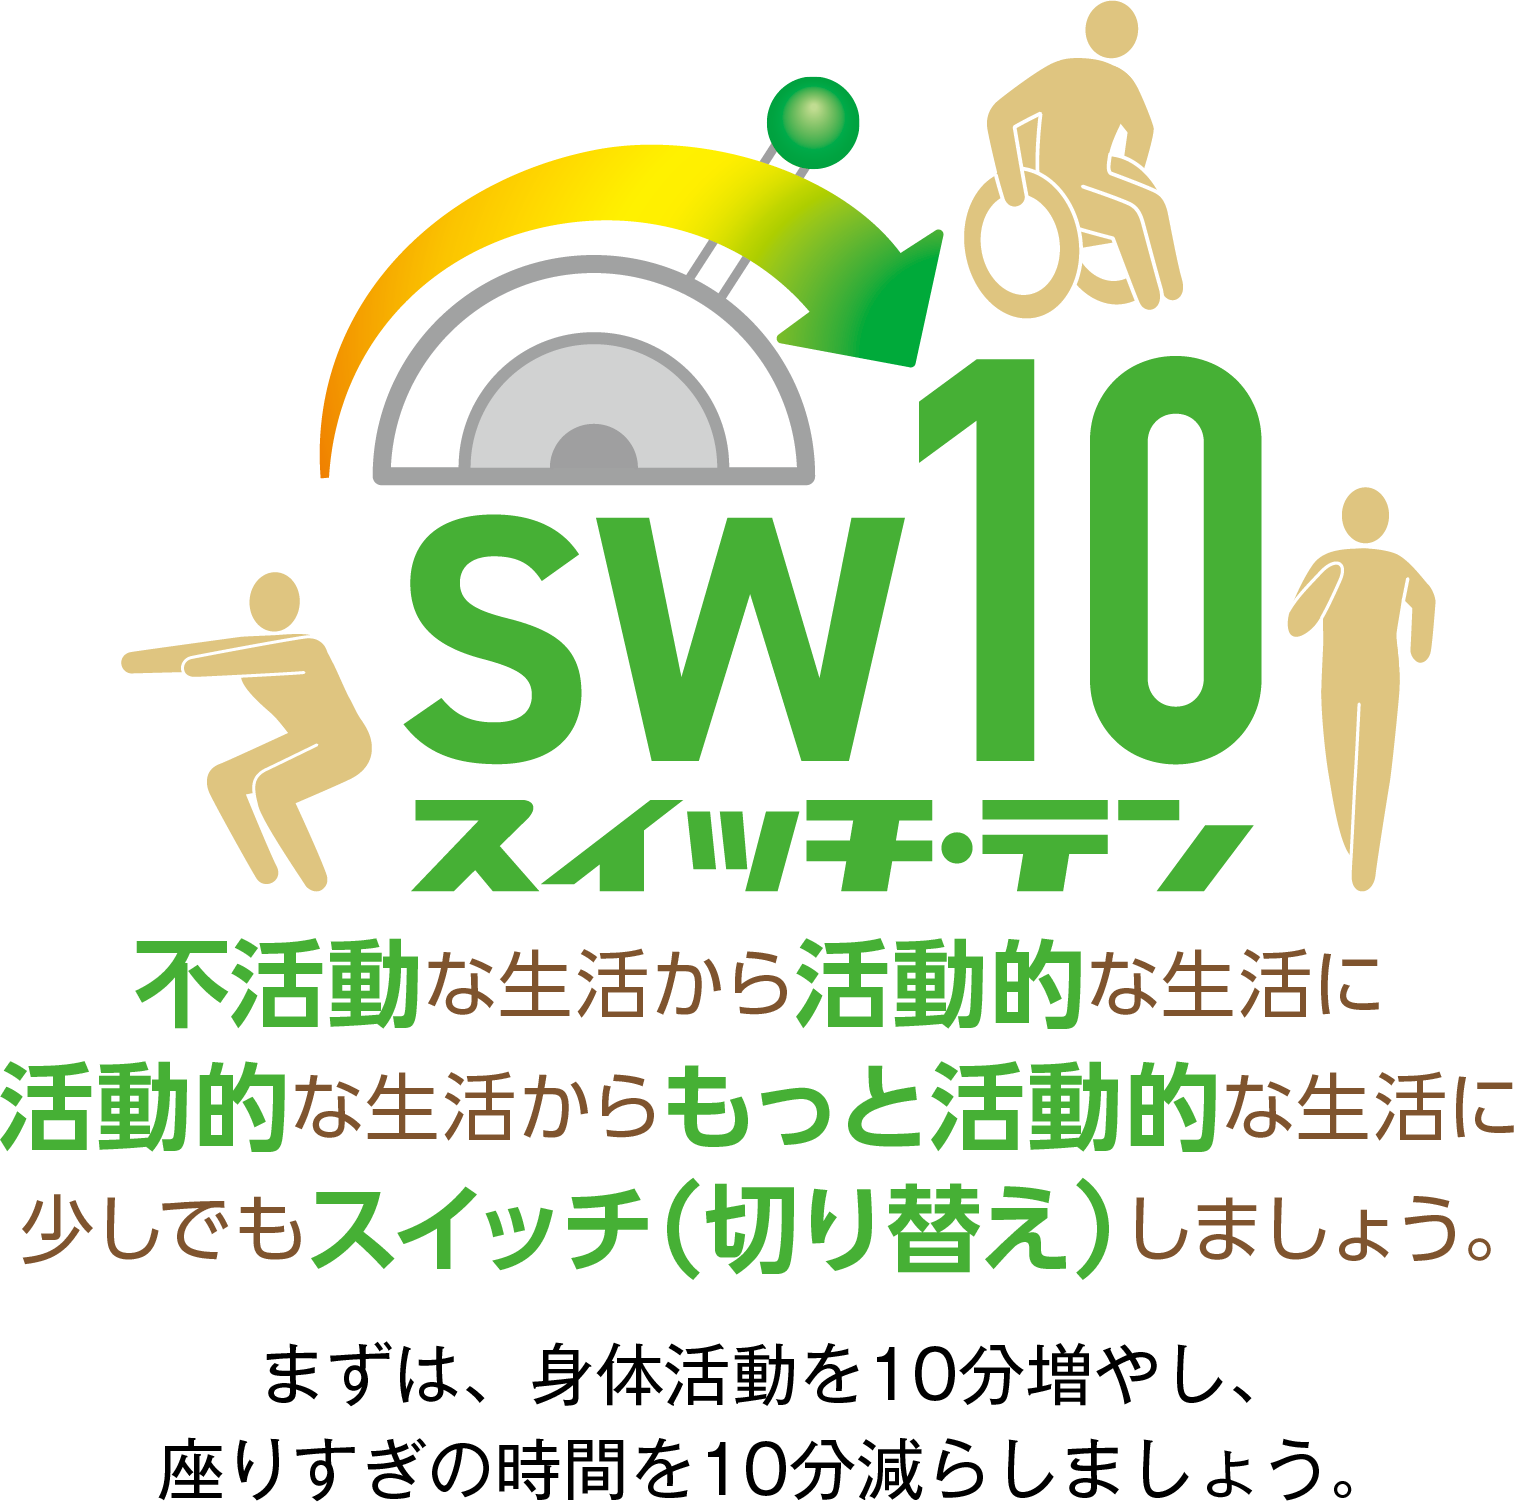 SW10
スイッチ・テン
不活動な生活から活動的な生活に
活動的な生活からもっと活動的な生活に
少しでもスイッチ(切り替え)しましょう。
まずは、身体活動を10分増やし、
座りすぎの時間を10分減らしましょう。